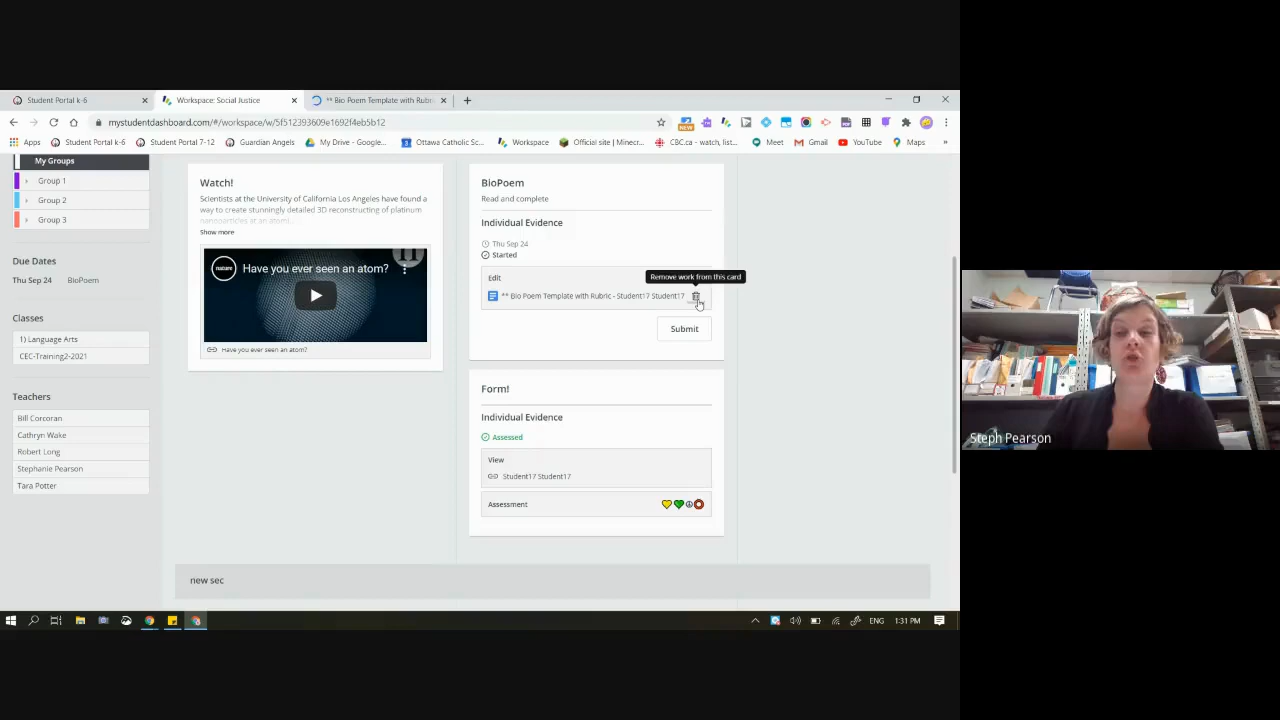 Student Portal k-6
Workspace: Social Justice
** Bio Poem Template with Rubric
mystudentdashboard.com/#/workspace/w/5f512393609e1692f4eb5b12
NEW
Apps
Student Portal k-6
Student Portal 7-12
Guardian Angels
My Drive - Google...
Ottawa Catholic Sc...
Workspace
Official site | Minecr...
CBC.ca - watch, list...
Meet
Gmail
YouTube
Maps
»
My Groups
Group 1
Group 2
Group 3
Due Dates
Thu Sep 24 BioPoem
Classes
1) Language Arts
CEC-Training2-2021
Teachers
Bill Corcoran
Cathryn Wake
Robert Long
Stephanie Pearson
Tara Potter
Watch!
Scientists at the University of California Los Angeles have found a
way to create stunningly detailed 3D reconstructing of platinum
nanoparticles at an atomi...
Show more
nature
Have you ever seen an atom?
Have you ever seen an atom?
BioPoem
Read and complete
Individual Evidence
Thu Sep 24
Started
Remove work from this card
Edit
** Bio Poem Template with Rubric - Student17 Student17
Submit
Form!
Individual Evidence
Assessed
View
Student17 Student17
Assessment
new sec
ENG
1:31 PM
Steph Pearson